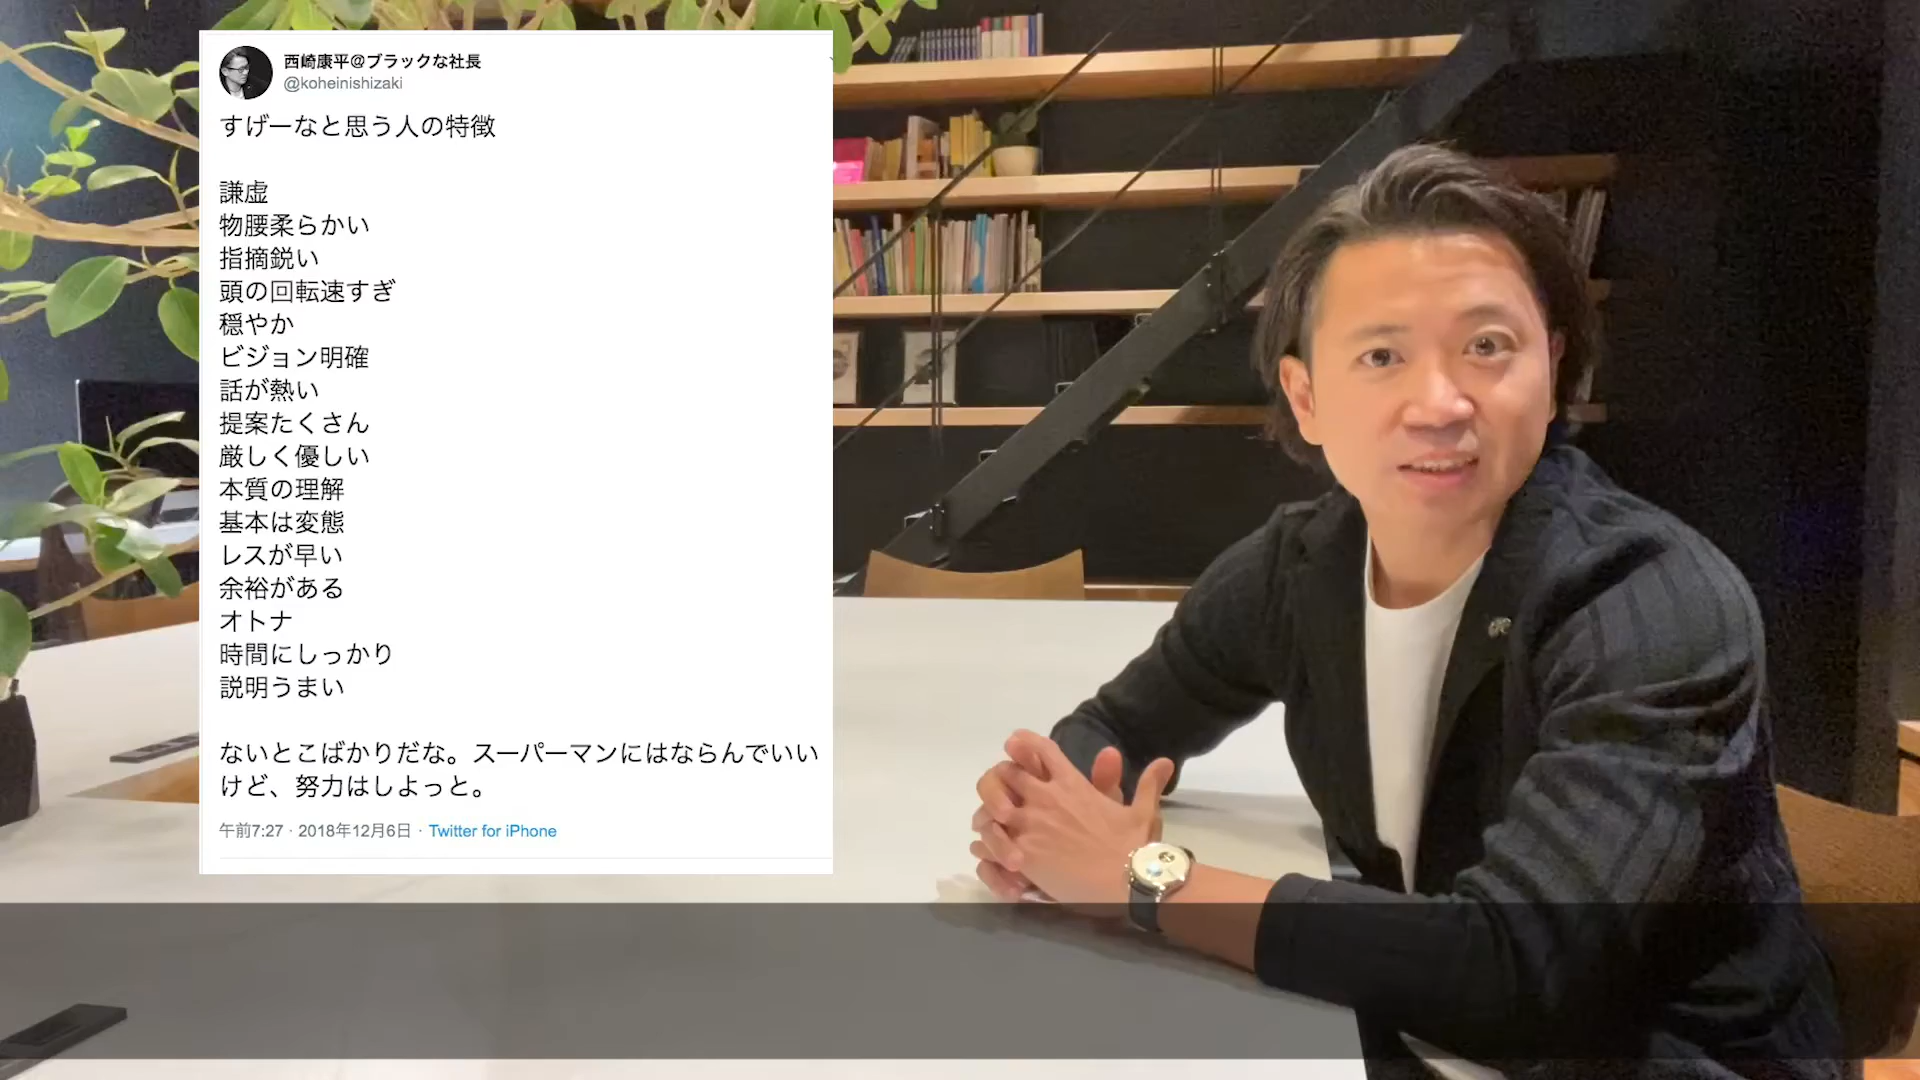 西崎康平@ブラックな社長
@koheinishizaki
すげーなと思う人の特徴
謙虚
物腰柔らかい
指摘鋭い
頭の回転速すぎ
穏やか
ビジョン明確
話が熱い
提案たくさん
厳しく優しい
本質の理解
基本は変態
レスが早い
余裕がある
オトナ
時間にしっかり
説明うまい
ないとこばかりだな。スーパーマンにはならんでいい
けど、努力はしよっと。
午前7:27 · 2018年12月6日 · Twitter for iPhone